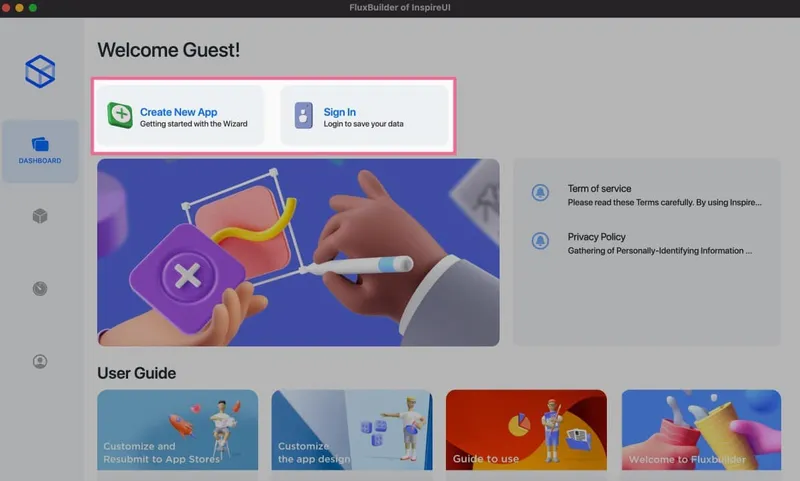 FluxBuilder of InspireUI
Welcome Guest!
Create New App
Getting started with the Wizard
Sign In
Login to save your data
DASHBOARD
Term of service
Please read these Terms carefully. By using Inspire...
Privacy Policy
Gathering of Personally-Identifying Information ...
User Guide
Customize and
Resubmit to App Stores
Customize
the app design
Guide to use
Welcome to Fluxbuilder